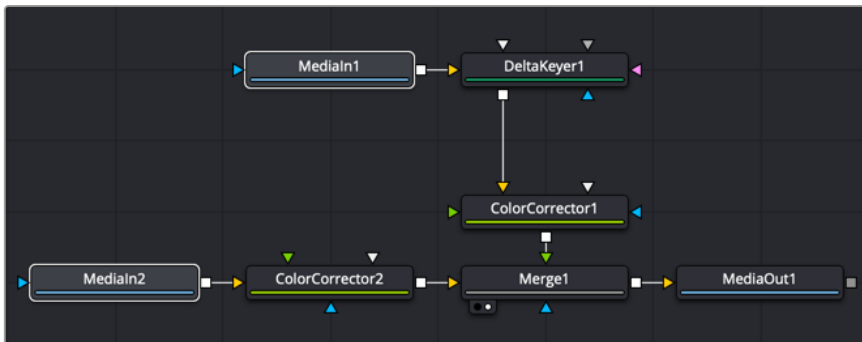 MediaIn1
DeltaKeyer1
ColorCorrector1
MediaIn2
ColorCorrector2
Merge1
MediaOut1